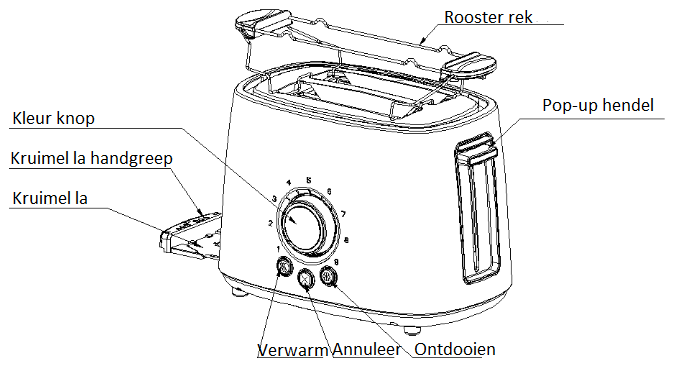 Rooster rek
Pop-up hendel
Kleur knop
Kruimel la handgreep
Kruimel la
1
2
3
4
5
6
7
8
9
Verwarm Annuleer Ontdooien